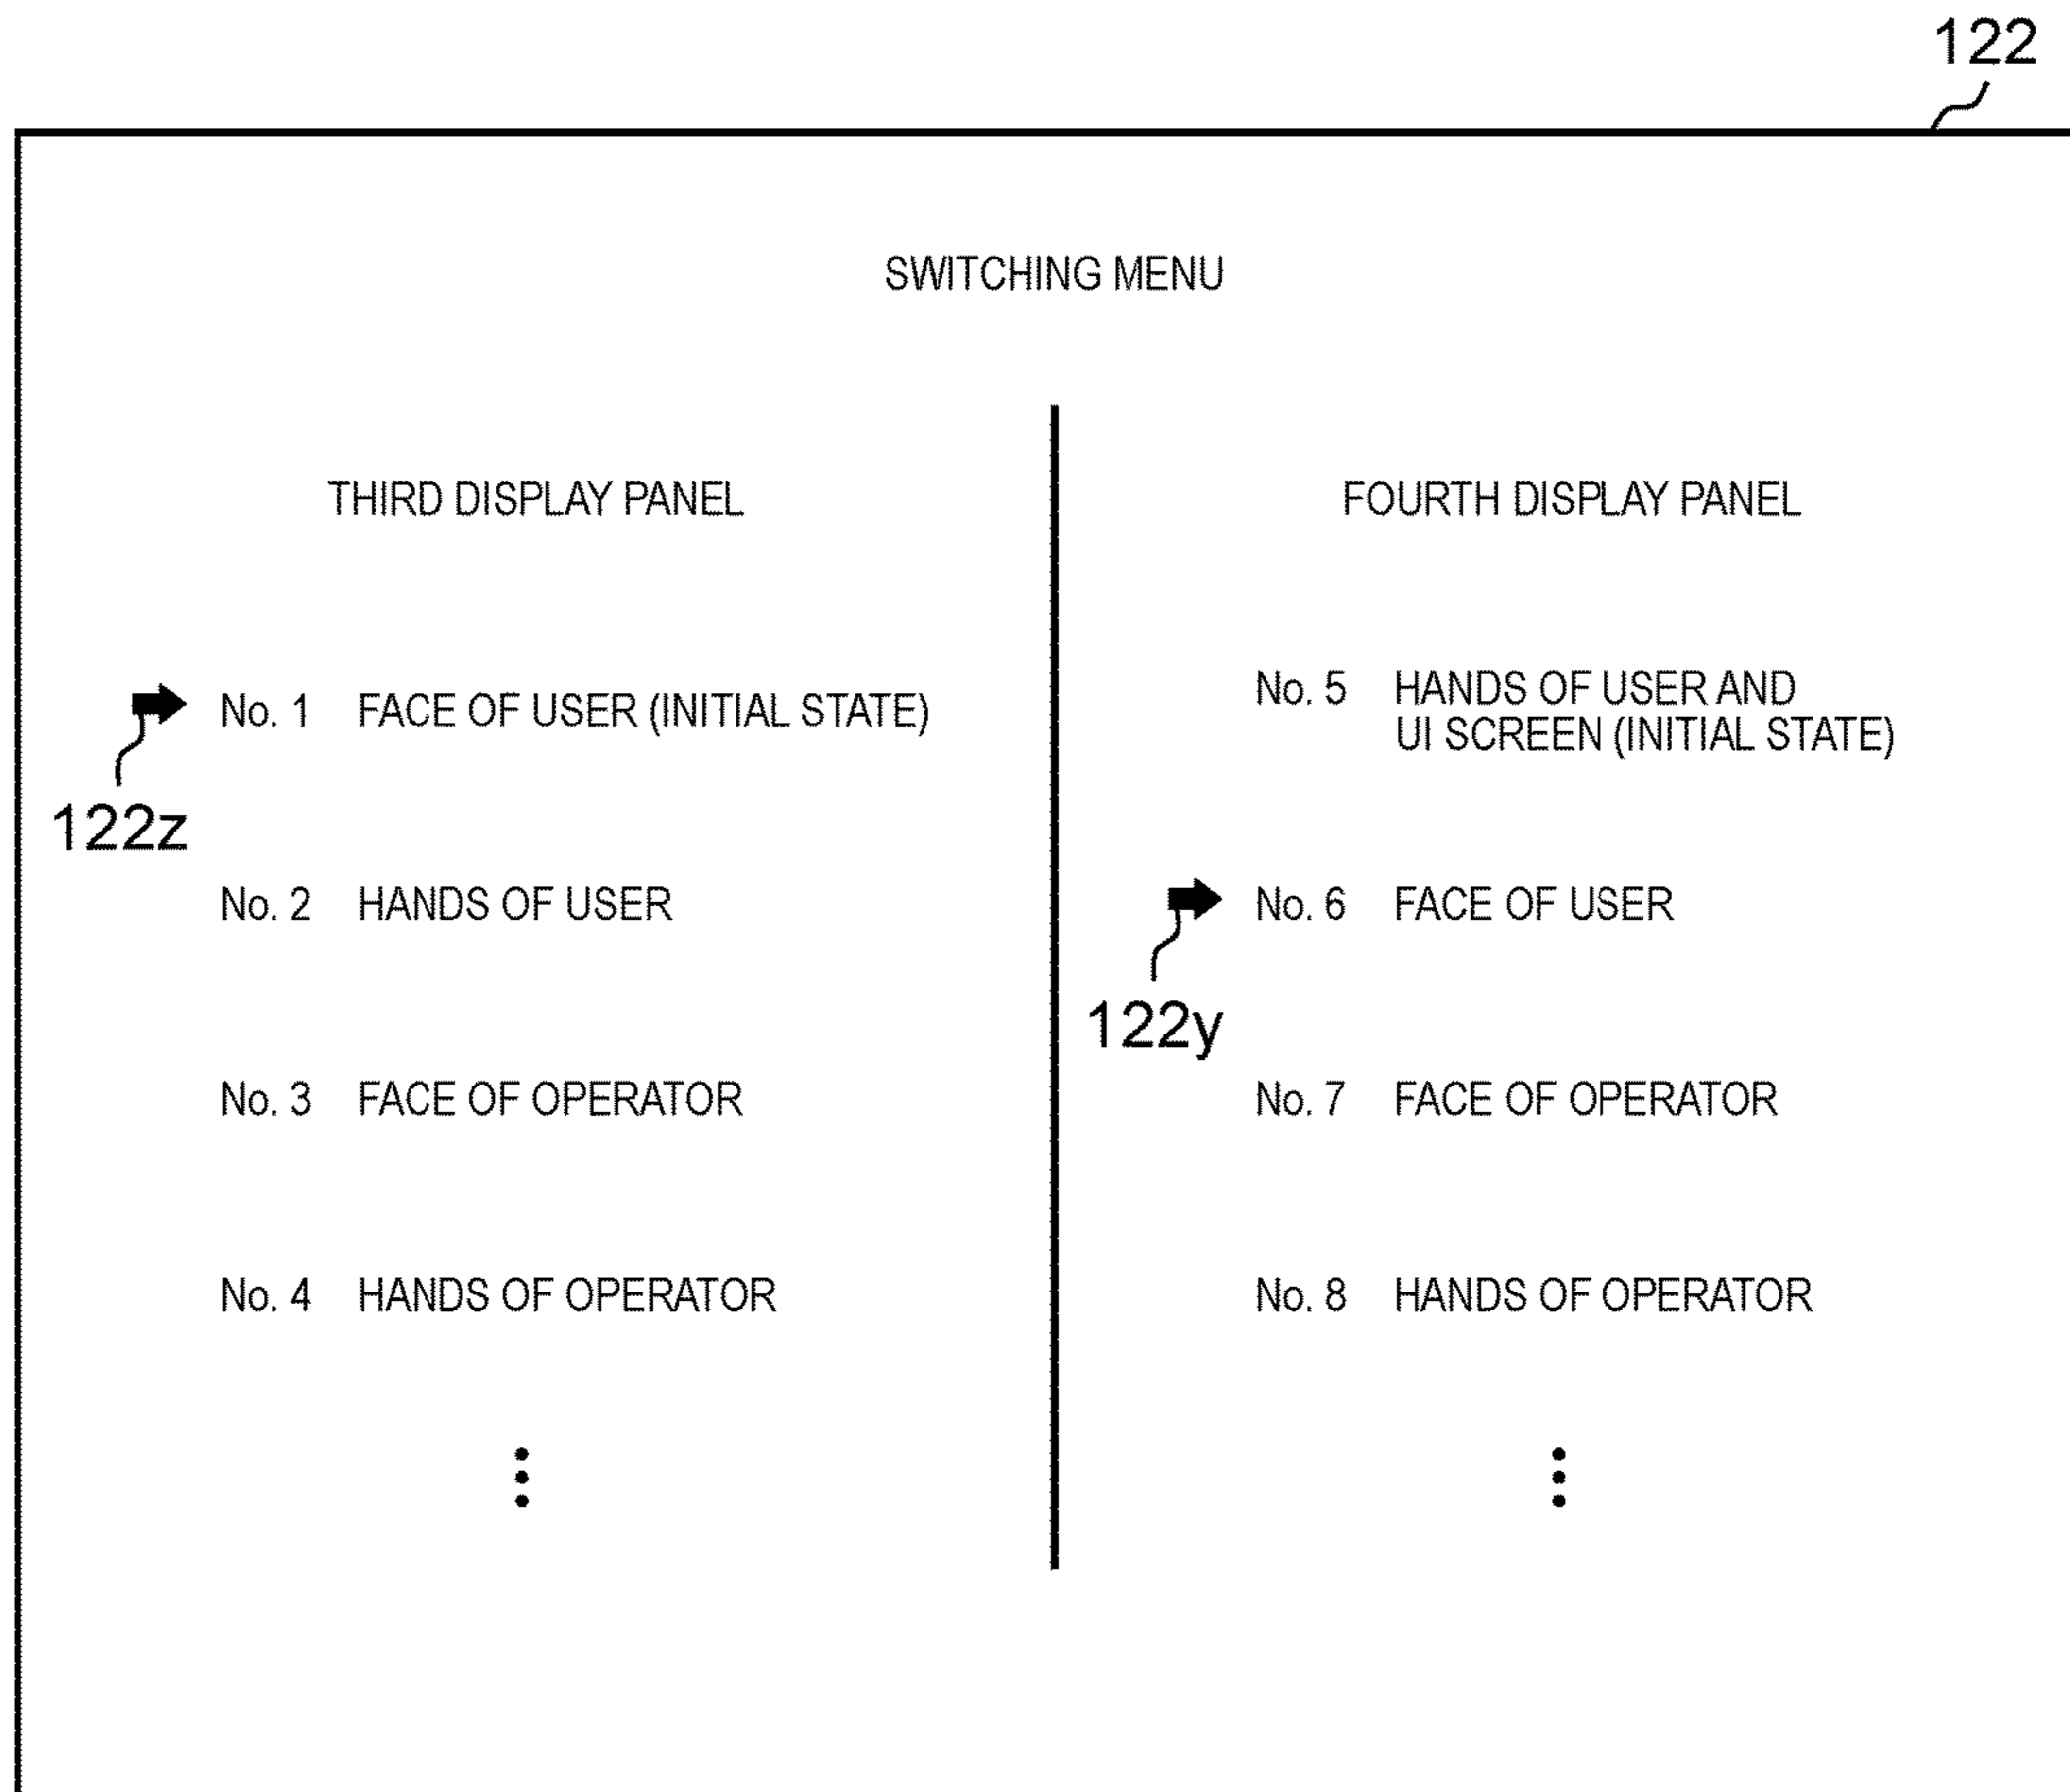 122
SWITCHING MENU
THIRD DISPLAY PANEL
No. 1 FACE OF USER (INITIAL STATE)
122z
No. 2 HANDS OF USER
No. 3 FACE OF OPERATOR
No. 4 HANDS OF OPERATOR
FOURTH DISPLAY PANEL
No. 5 HANDS OF USER AND
UI SCREEN (INITIAL STATE)
No. 6 FACE OF USER
122y
No. 7 FACE OF OPERATOR
No. 8 HANDS OF OPERATOR